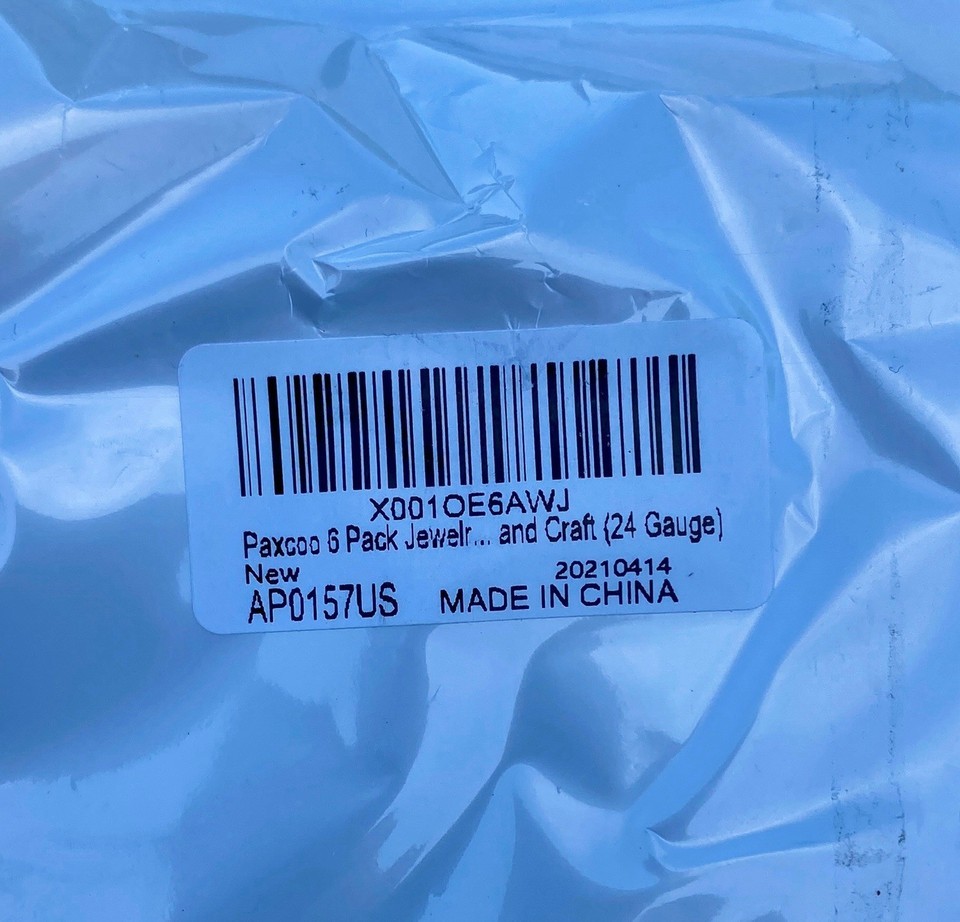 X001OE6AWJ
Paxcoo 6 Pack Jewelr... and Craft (24 Gauge)
New 20210414
AP0157US MADE IN CHINA